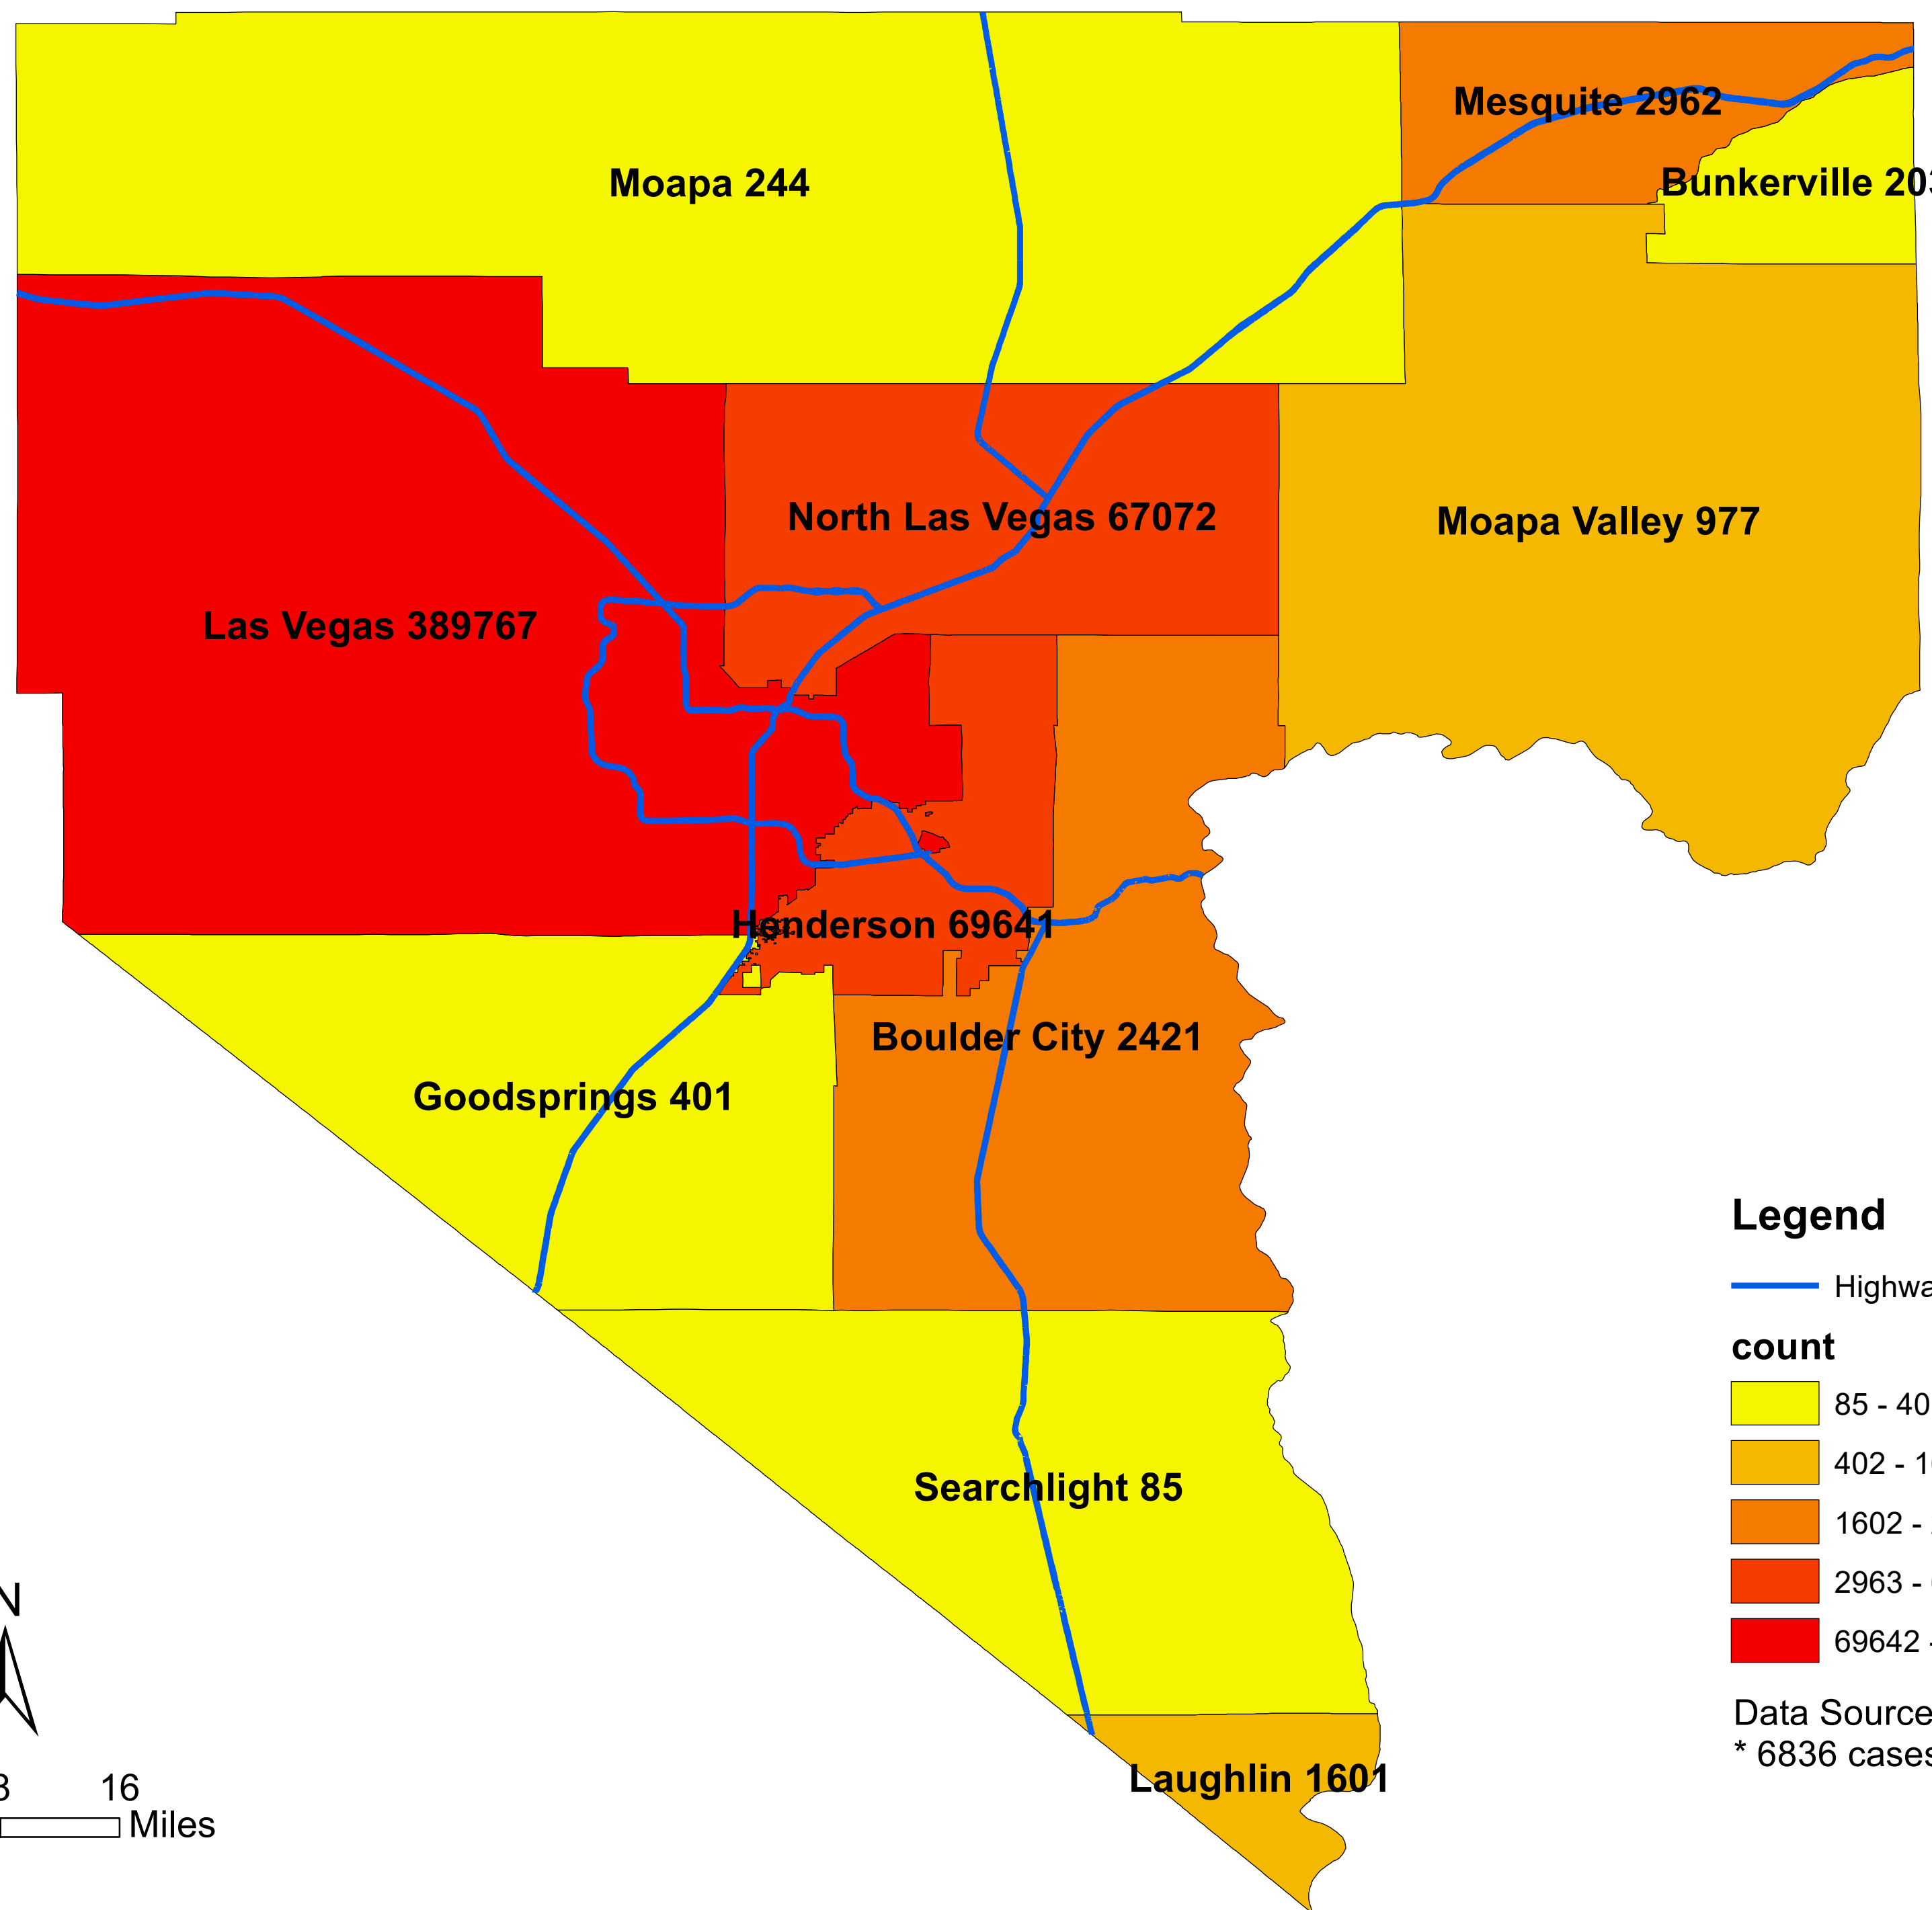 Mesquite 2962
Moapa 244
Bunkerville 203
North Las Vegas 67072
Moapa Valley 977
Las Vegas 389767
Henderson 69641
Boulder City 2421
Goodsprings 401
Legend
count
85 - 40
402 - 1
1602 -
2963 -
69642 -
Searchlight 85
N
Data Source
* 6836 cases
Laughlin 1601
16
Miles